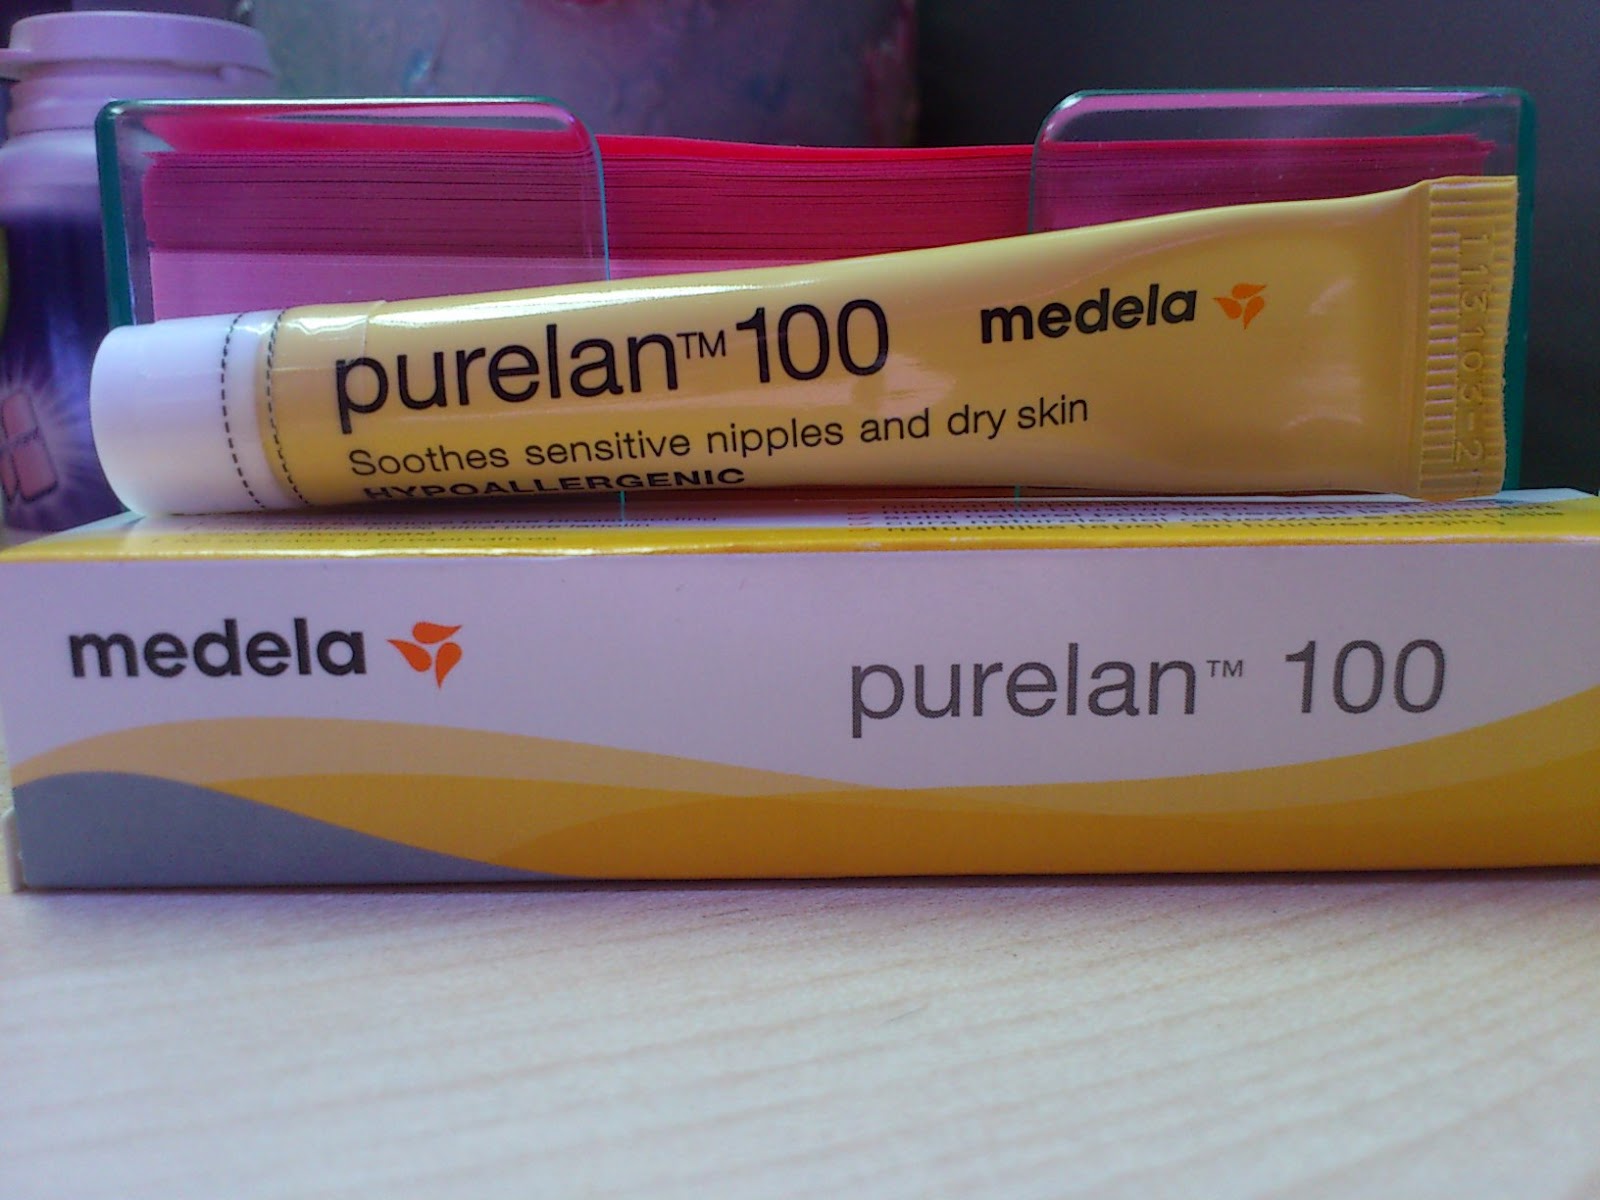 purelan™ 100
medela
Soothes sensitive nipples and dry skin
HYPOALLERGENIC
medela
purelan™ 100